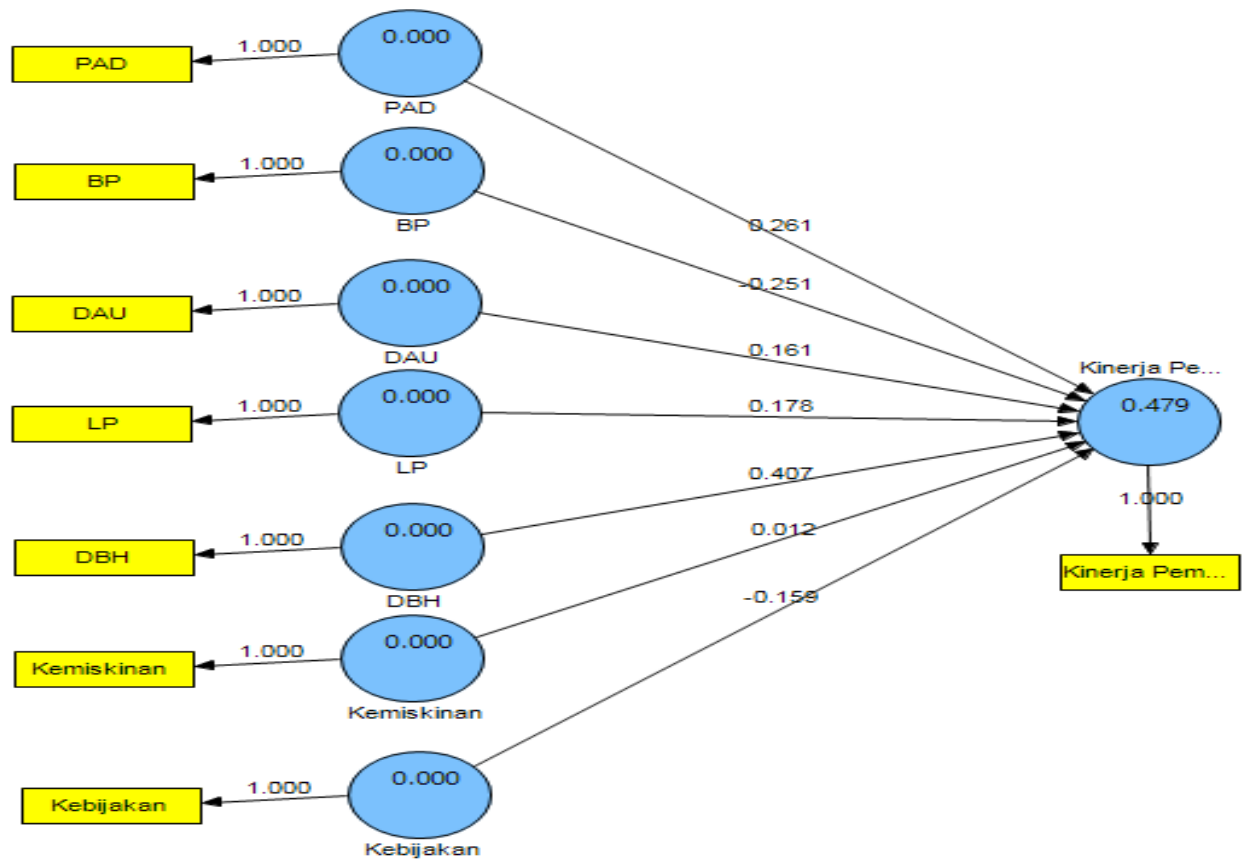 PAD
1.000
0.000
PAD
BP
1.000
0.000
BP
DAU
1.000
0.000
DAU
LP
1.000
0.000
LP
DBH
1.000
0.000
DBH
Kemiskinan
1.000
0.000
Kemiskinan
Kebijakan
1.000
0.000
Kebijakan
0.261
-0.251
0.161
0.178
0.407
0.012
-0.159
Kinerja Pe...
0.479
1.000
Kinerja Pem...